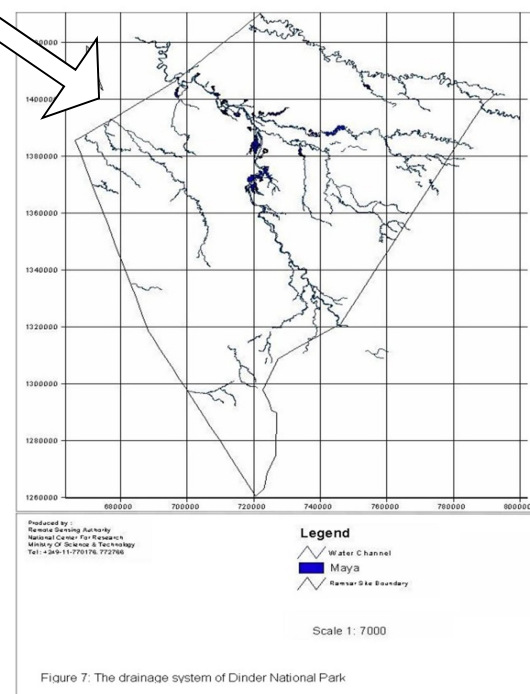 1400000
1380000
1360000
1340000
1320000
1300000
1280000
1260000
680000 700000 720000 740000 760000 780000 800000
Produced by :
Remote Sensing Authority
National Center For Research
Ministry Of Science & Technology
Tel : +249-11-770176, 772766
Legend
Water Channel
Maya
Ramsar Site Boundary
Scale 1: 7000
Figure 7: The drainage system of Dinder National Park